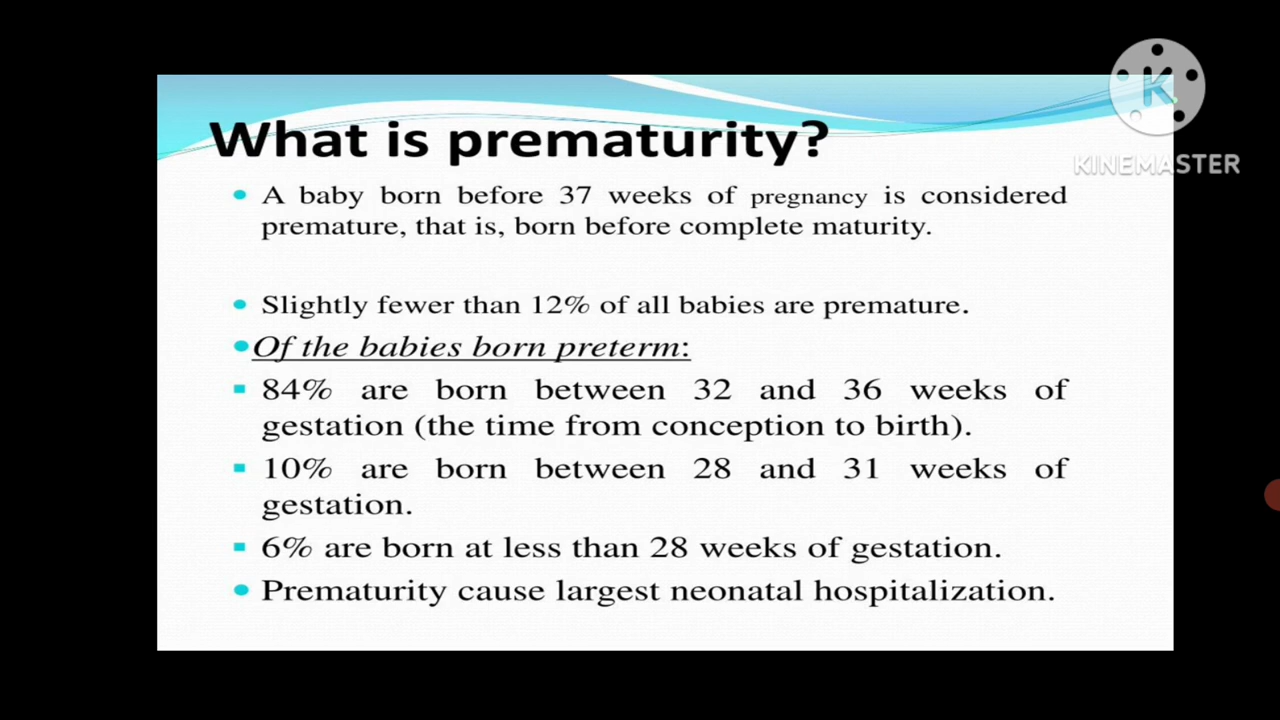 K
KINEMASTER
What is prematurity?
A baby born before 37 weeks of pregnancy is considered
premature, that is, born before complete maturity.
Slightly fewer than 12% of all babies are premature.
Of the babies born preterm:
84% are born between 32 and 36 weeks of
gestation (the time from conception to birth).
10% are born between 28 and 31 weeks of
gestation.
6% are born at less than 28 weeks of gestation.
Prematurity cause largest neonatal hospitalization.